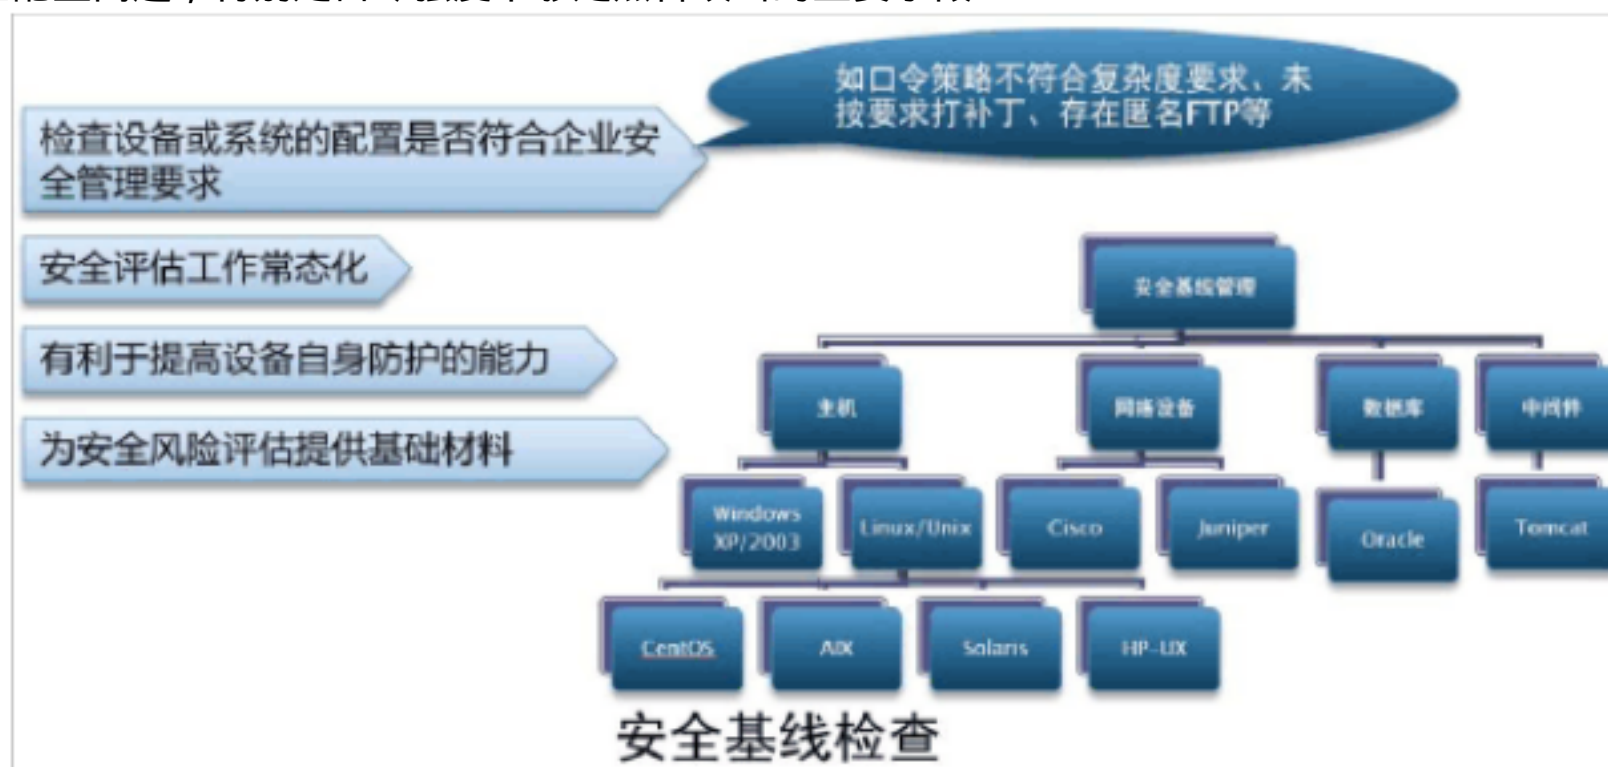 如口令策略不符合复杂度要求、未
按要求打补丁、存在匿名FTP等
检查设备或系统的配置是否符合企业安
全管理要求
安全评估工作常态化
有利于提高设备自身防护的能力
为安全风险评估提供基础材料
安全基线管理
主机
网络设备
数据库
中间件
Windows
XP/2003
Linux/Unix
Cisco
Juniper
Oracle
Tomcat
CentOS
AIX
Solaris
HP-UX
安全基线检查